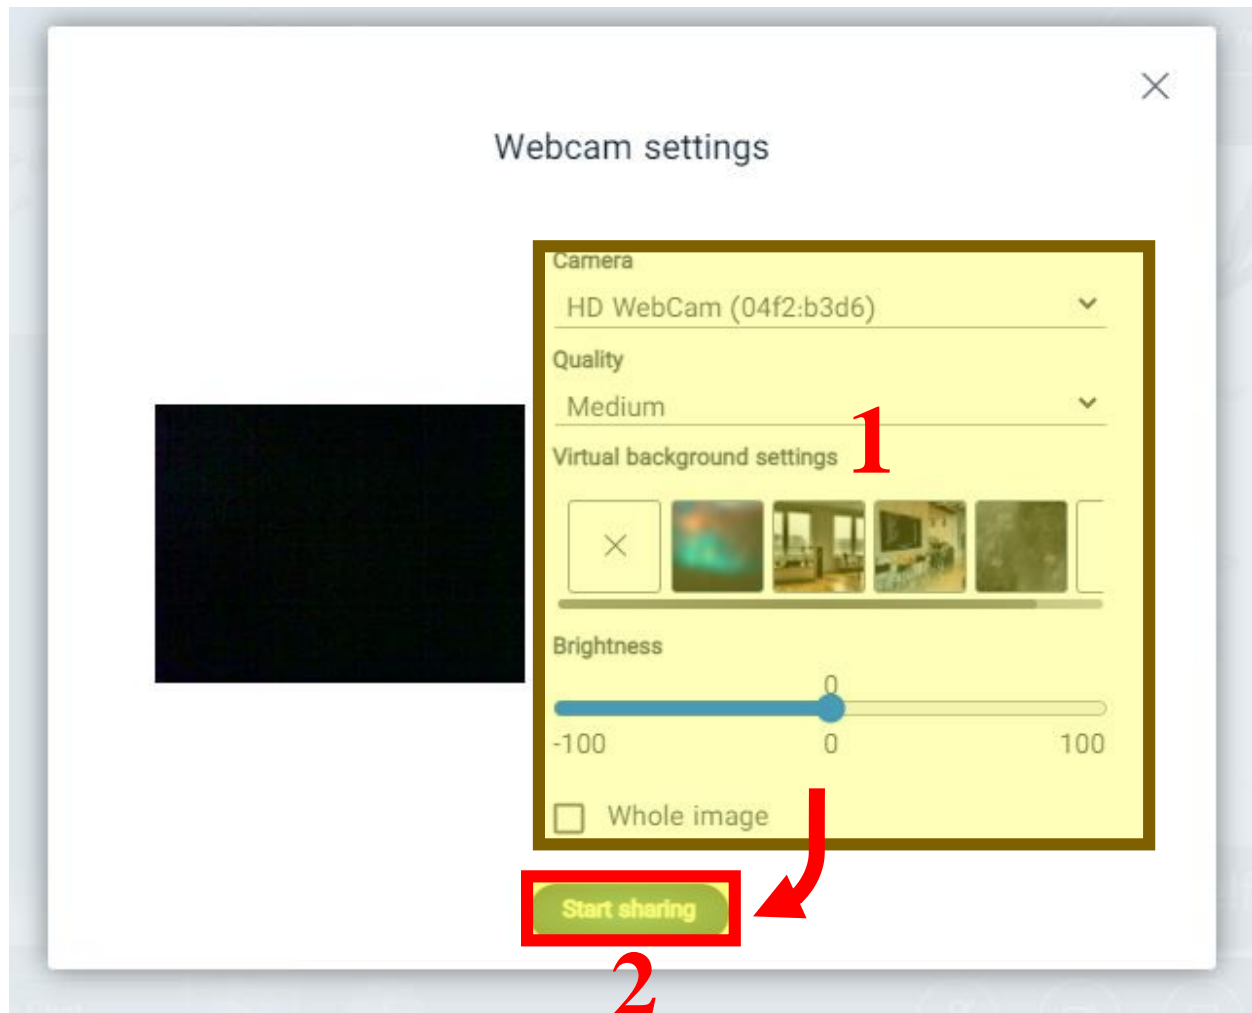 Webcam settings
Camera
HD WebCam (04f2:b3d6)
Quality
Medium
1
Virtual background settings
Brightness
0
-100 0 100
Whole image
Start sharing
2